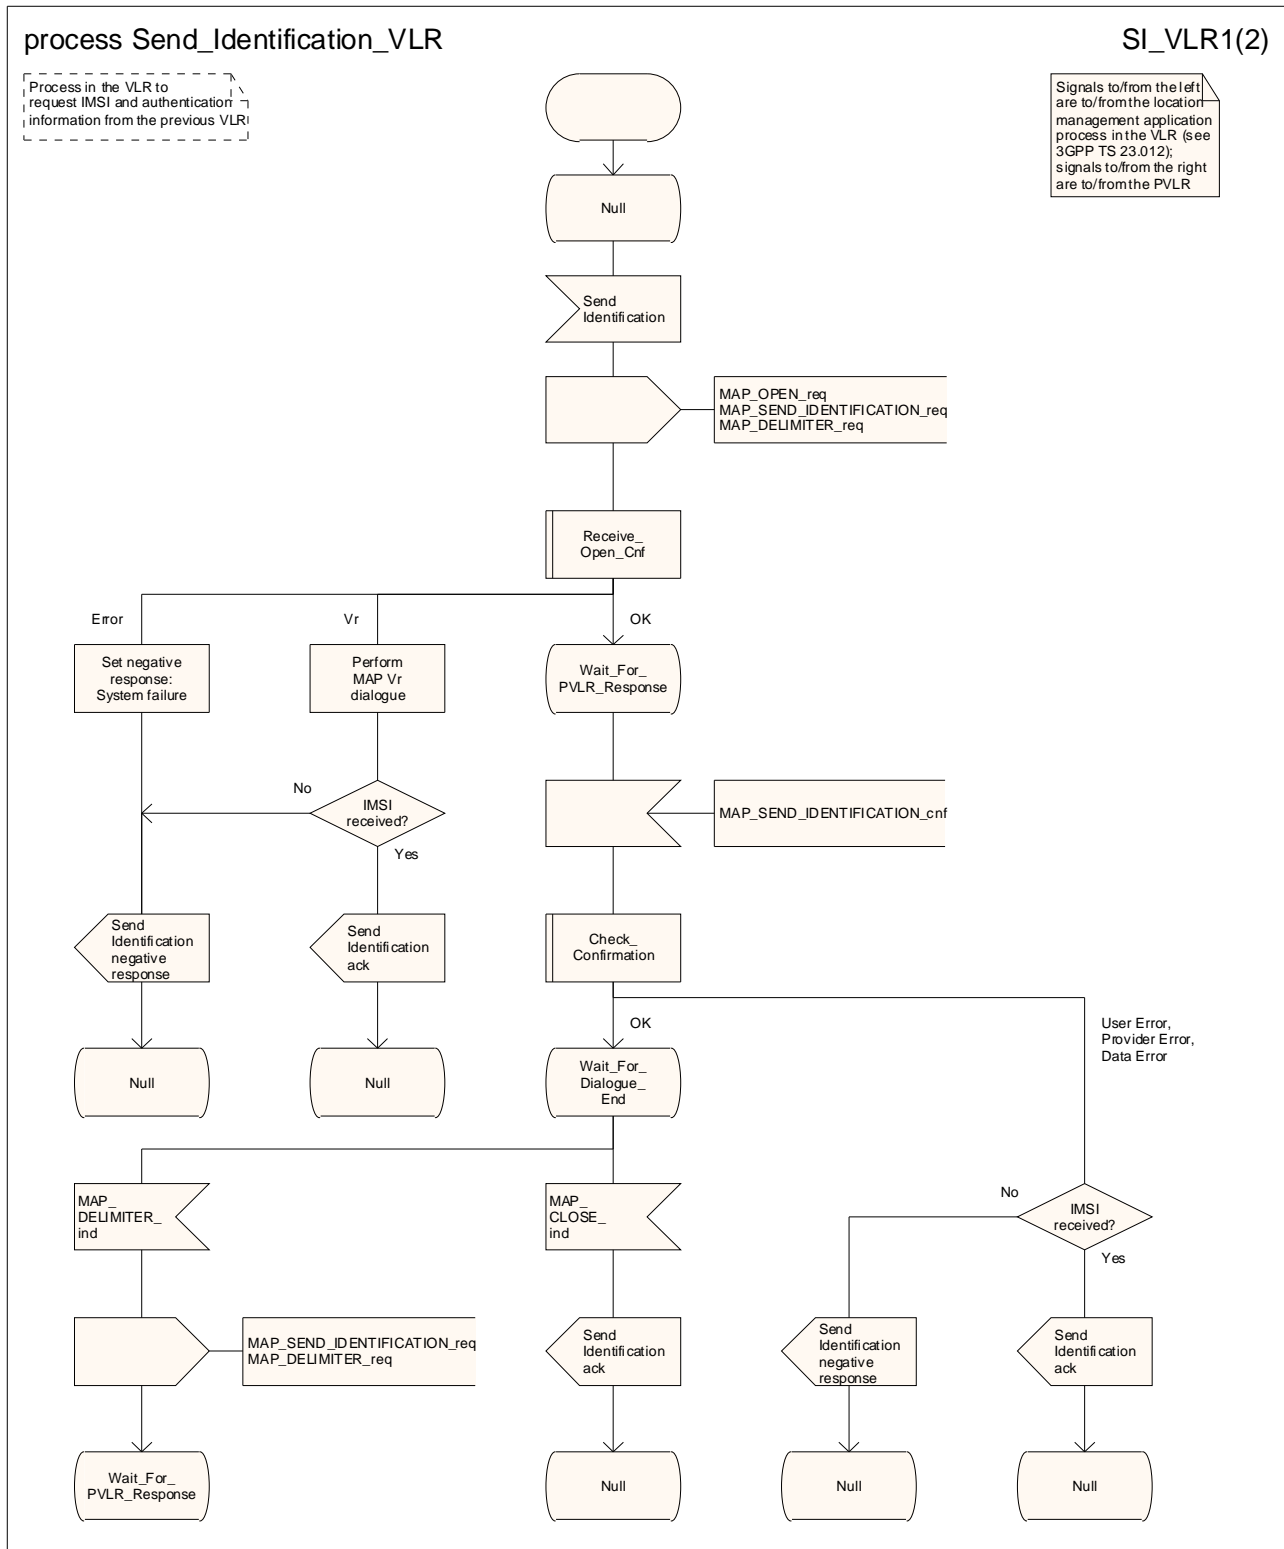 process Send_Identification_VLR
SI_VLR1(2)
Process in the VLR to
request IMSI and authentication
information from the previous VLR
Signals to/from the left
are to/from the location
management application
process in the VLR (see
3GPP TS 23.012);
signals to/from the right
are to/from the PVLR
Null
Send
Identification
MAP_OPEN_req
MAP_SEND_IDENTIFICATION_req
MAP_DELIMITER_req
Receive_
Open_Cnf
Error
Vr
OK
Set negative
response:
System failure
Perform
MAP Vr
dialogue
Wait_For_
PVLR_Response
No
IMSI
received?
Yes
MAP_SEND_IDENTIFICATION_cnf
Send
Identification
negative
response
Send
Identification
ack
Check_
Confirmation
OK
User Error,
Provider Error,
Data Error
Null
Null
Wait_For_
Dialogue_
End
MAP_
DELIMITER_
ind
MAP_
CLOSE_
ind
No
IMSI
received?
Yes
MAP_SEND_IDENTIFICATION_req
MAP_DELIMITER_req
Send
Identification
ack
Send
Identification
negative
response
Send
Identification
ack
Wait_For_
PVLR_Response
Null
Null
Null